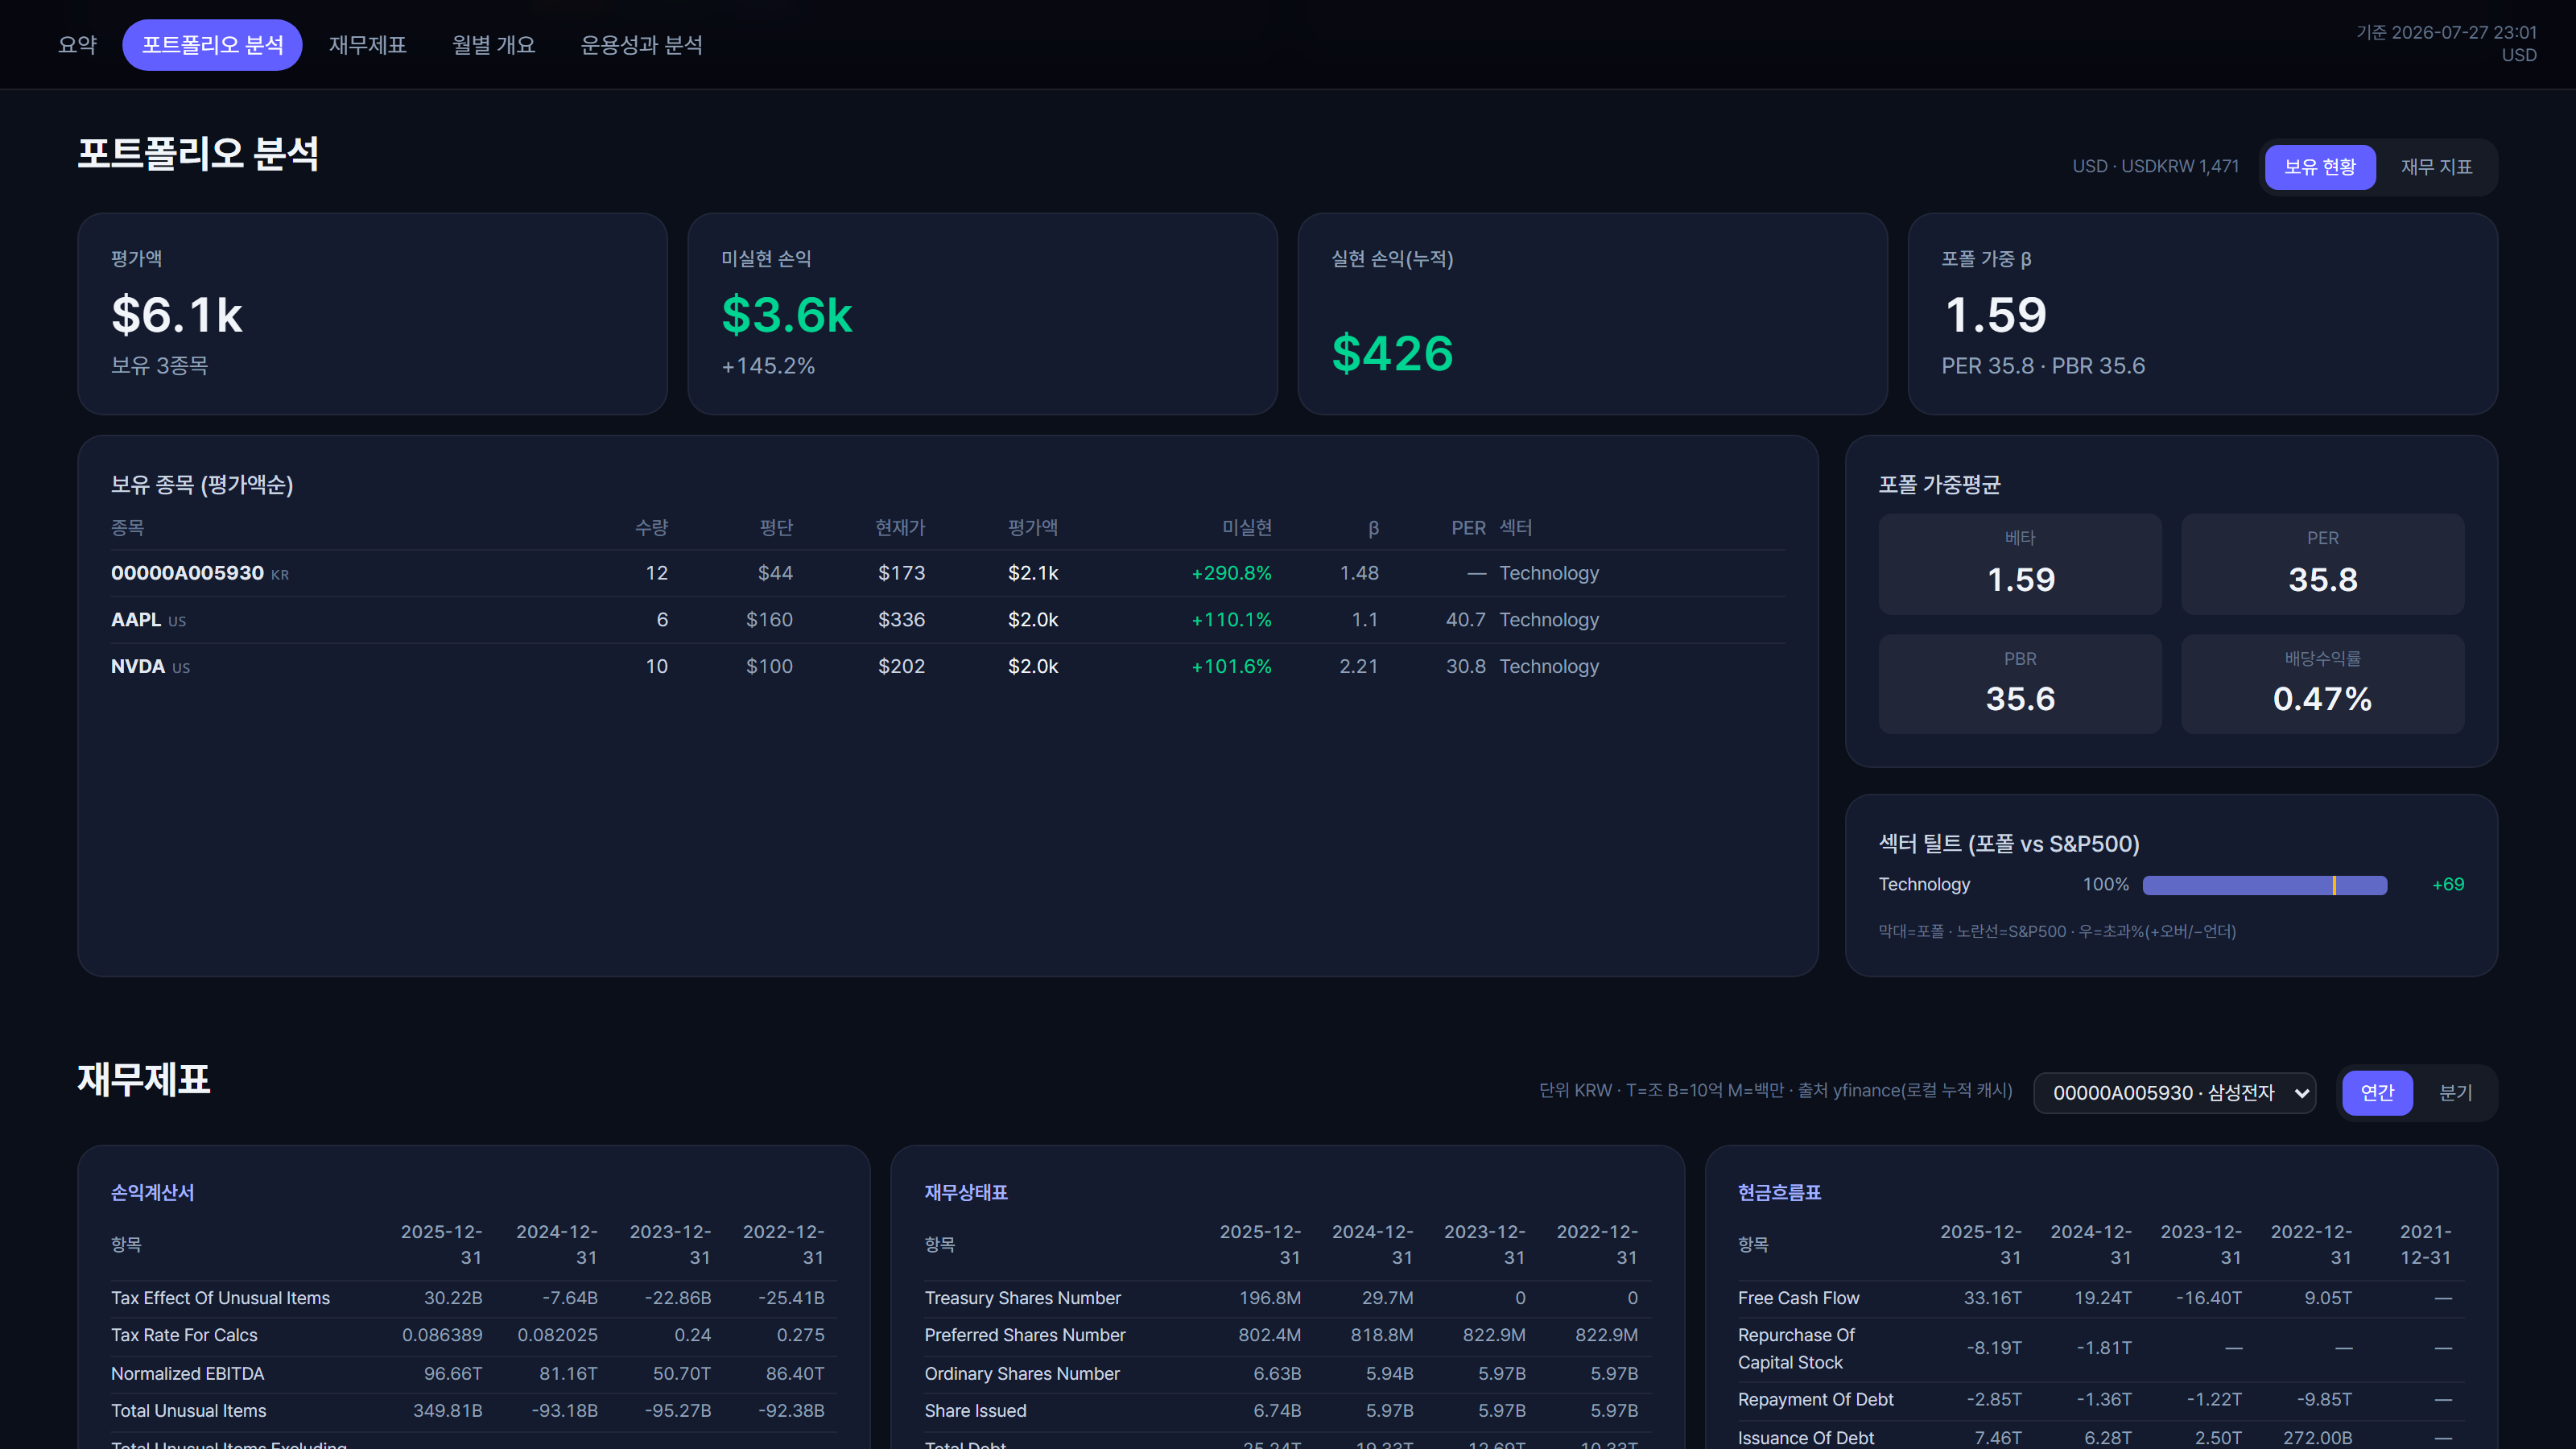 요약 포트폴리오 분석 재무제표 월별 개요 운용성과 분석
기준 2026-07-27 23:01
USD
포트폴리오 분석
USD · USDKRW 1,471 보유 현황 재무 지표
평가액
$6.1k
보유 3종목
미실현 손익
$3.6k
+145.2%
실현 손익(누적)
$426
포폴 가중 β
1.59
PER 35.8 · PBR 35.6
보유 종목 (평가액순)
종목 수량 평단 현재가 평가액 미실현 β PER 섹터
00000A005930 KR 12 $44 $173 $2.1k +290.8% 1.48 — Technology
AAPL US 6 $160 $336 $2.0k +110.1% 1.1 40.7 Technology
NVDA US 10 $100 $202 $2.0k +101.6% 2.21 30.8 Technology
포폴 가중평균
베타
1.59
PER
35.8
PBR
35.6
배당수익률
0.47%
섹터 틸트 (포폴 vs S&P500)
Technology 100% +69
막대=포폴 · 노란선=S&P500 · 우=초과%(+오버/−언더)
재무제표
단위 KRW · T=조 B=10억 M=백만 · 출처 yfinance(로컬 누적 캐시) 00000A005930 · 삼성전자 연간 분기
손익계산서
항목 2025-12-31 2024-12-31 2023-12-31 2022-12-31
Tax Effect Of Unusual Items 30.22B -7.64B -22.86B -25.41B
Tax Rate For Calcs 0.086389 0.082025 0.24 0.275
Normalized EBITDA 96.66T 81.16T 50.70T 86.40T
Total Unusual Items 349.81B -93.18B -95.27B -92.38B
Total Unusual Items Excluding
재무상태표
항목 2025-12-31 2024-12-31 2023-12-31 2022-12-31
Treasury Shares Number 196.8M 29.7M 0 0
Preferred Shares Number 802.4M 818.8M 822.9M 822.9M
Ordinary Shares Number 6.63B 5.94B 5.97B 5.97B
Share Issued 6.74B 5.97B 5.97B 5.97B
Total Debt 25.24T 19.33T 12.69T 10.33T
현금흐름표
항목 2025-12-31 2024-12-31 2023-12-31 2022-12-31 2021-12-31
Free Cash Flow 33.16T 19.24T -16.40T 9.05T —
Repurchase Of Capital Stock -8.19T -1.81T — — —
Repayment Of Debt -2.85T -1.36T -1.22T -9.85T —
Issuance Of Debt 7.46T 6.28T 2.50T 272.00B —